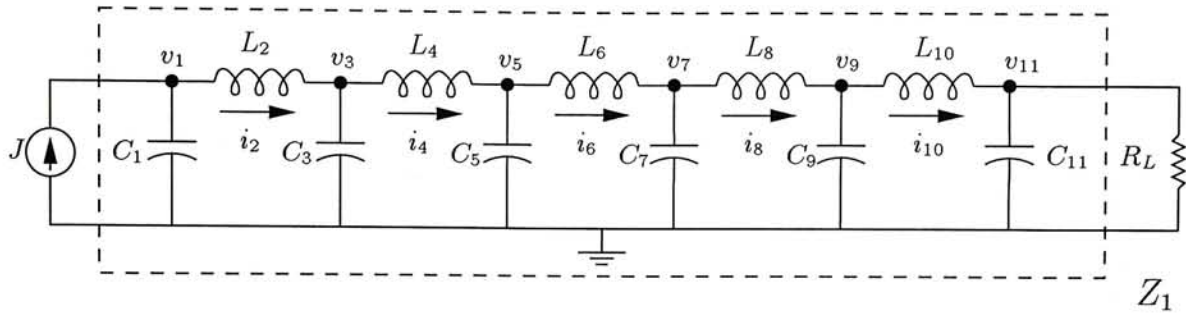 L₂ L₄ L₆ L₈ L₁₀
v₁ v₃ v₅ v₇ v₉ v₁₁
J C₁ i₂ C₃ i₄ C₅ i₆ C₇ i₈ C₉ i₁₀ C₁₁ R_L
Z₁